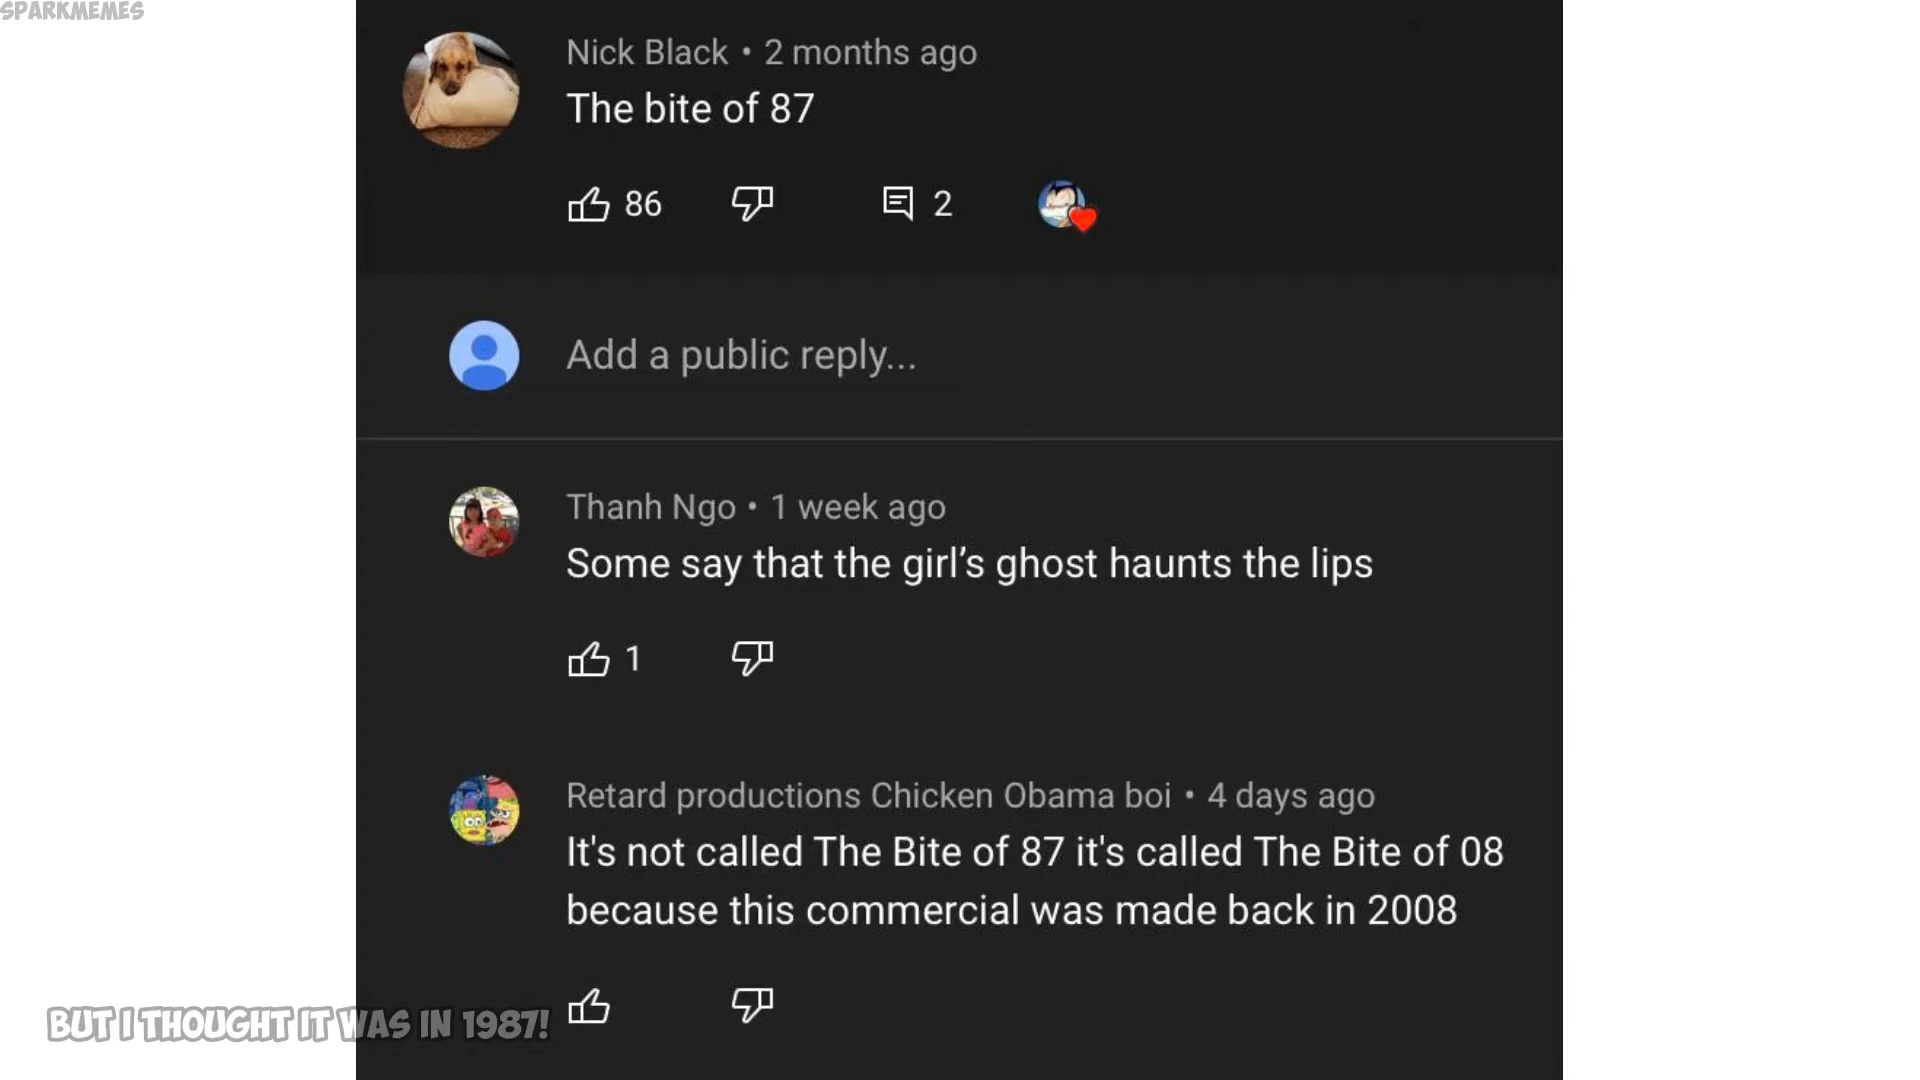 SPARKMEMES
Nick Black • 2 months ago
The bite of 87
86
2
Add a public reply...
Thanh Ngo • 1 week ago
Some say that the girl’s ghost haunts the lips
1
Retard productions Chicken Obama boi • 4 days ago
It's not called The Bite of 87 it's called The Bite of 08
because this commercial was made back in 2008
BUT I THOUGHT IT WAS IN 1987!